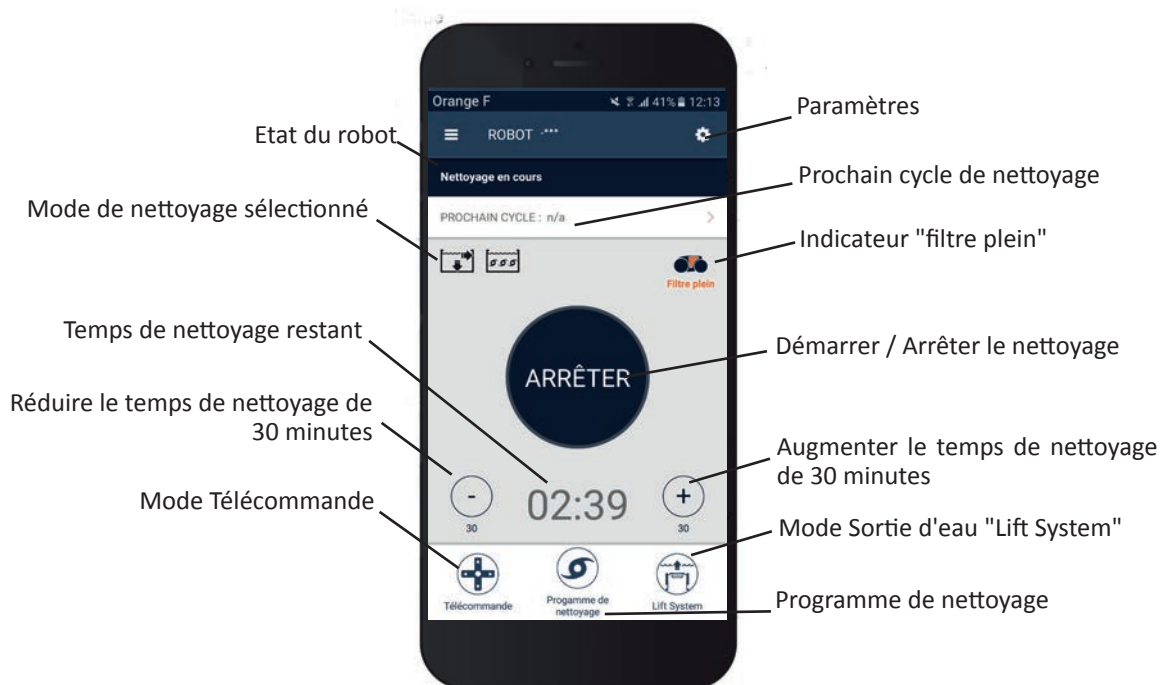 Orange F 41% 12:13
Paramètres
Etat du robot
ROBOT -***
Prochain cycle de nettoyage
Nettoyage en cours
Mode de nettoyage sélectionné
PROCHAIN CYCLE : n/a
Indicateur "filtre plein"
Filtre plein
Temps de nettoyage restant
Démarrer / Arrêter le nettoyage
ARRÊTER
Réduire le temps de nettoyage de
30 minutes
Augmenter le temps de nettoyage
de 30 minutes
-
30
02:39
+
30
Mode Télécommande
Mode Sortie d'eau "Lift System"
Télécommande
Progamme de
nettoyage
Lift System
Programme de nettoyage